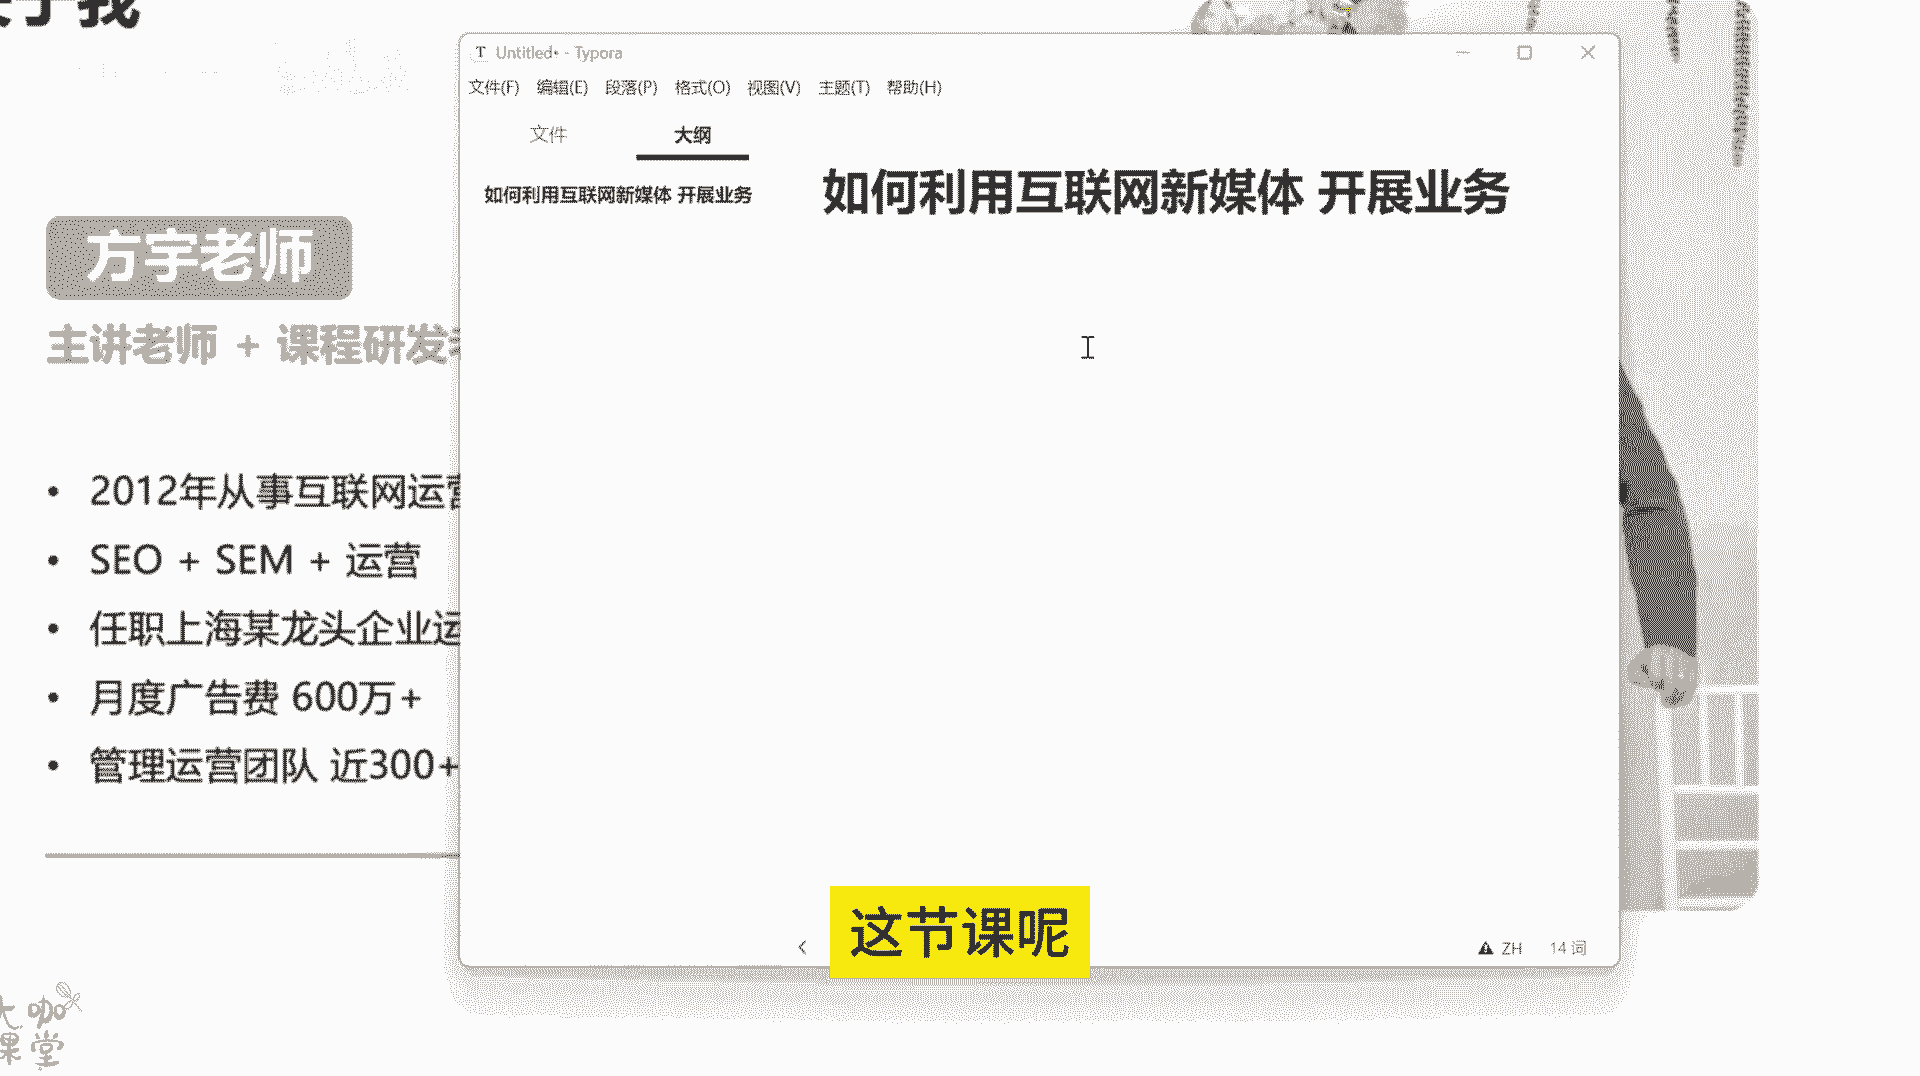 关于我
Untitled• - Typora
文件(F) 编辑(E) 段落(P) 格式(O) 视图(V) 主题(T) 帮助(H)
文件 大纲
如何利用互联网新媒体 开展业务
如何利用互联网新媒体 开展业务
方宇老师
主讲老师 + 课程研发
2012年从事互联网运营
SEO + SEM + 运营
任职上海某龙头企业运
月度广告费 600万+
管理运营团队 近300+
这节课呢
ZH 14 词
大咖
课堂